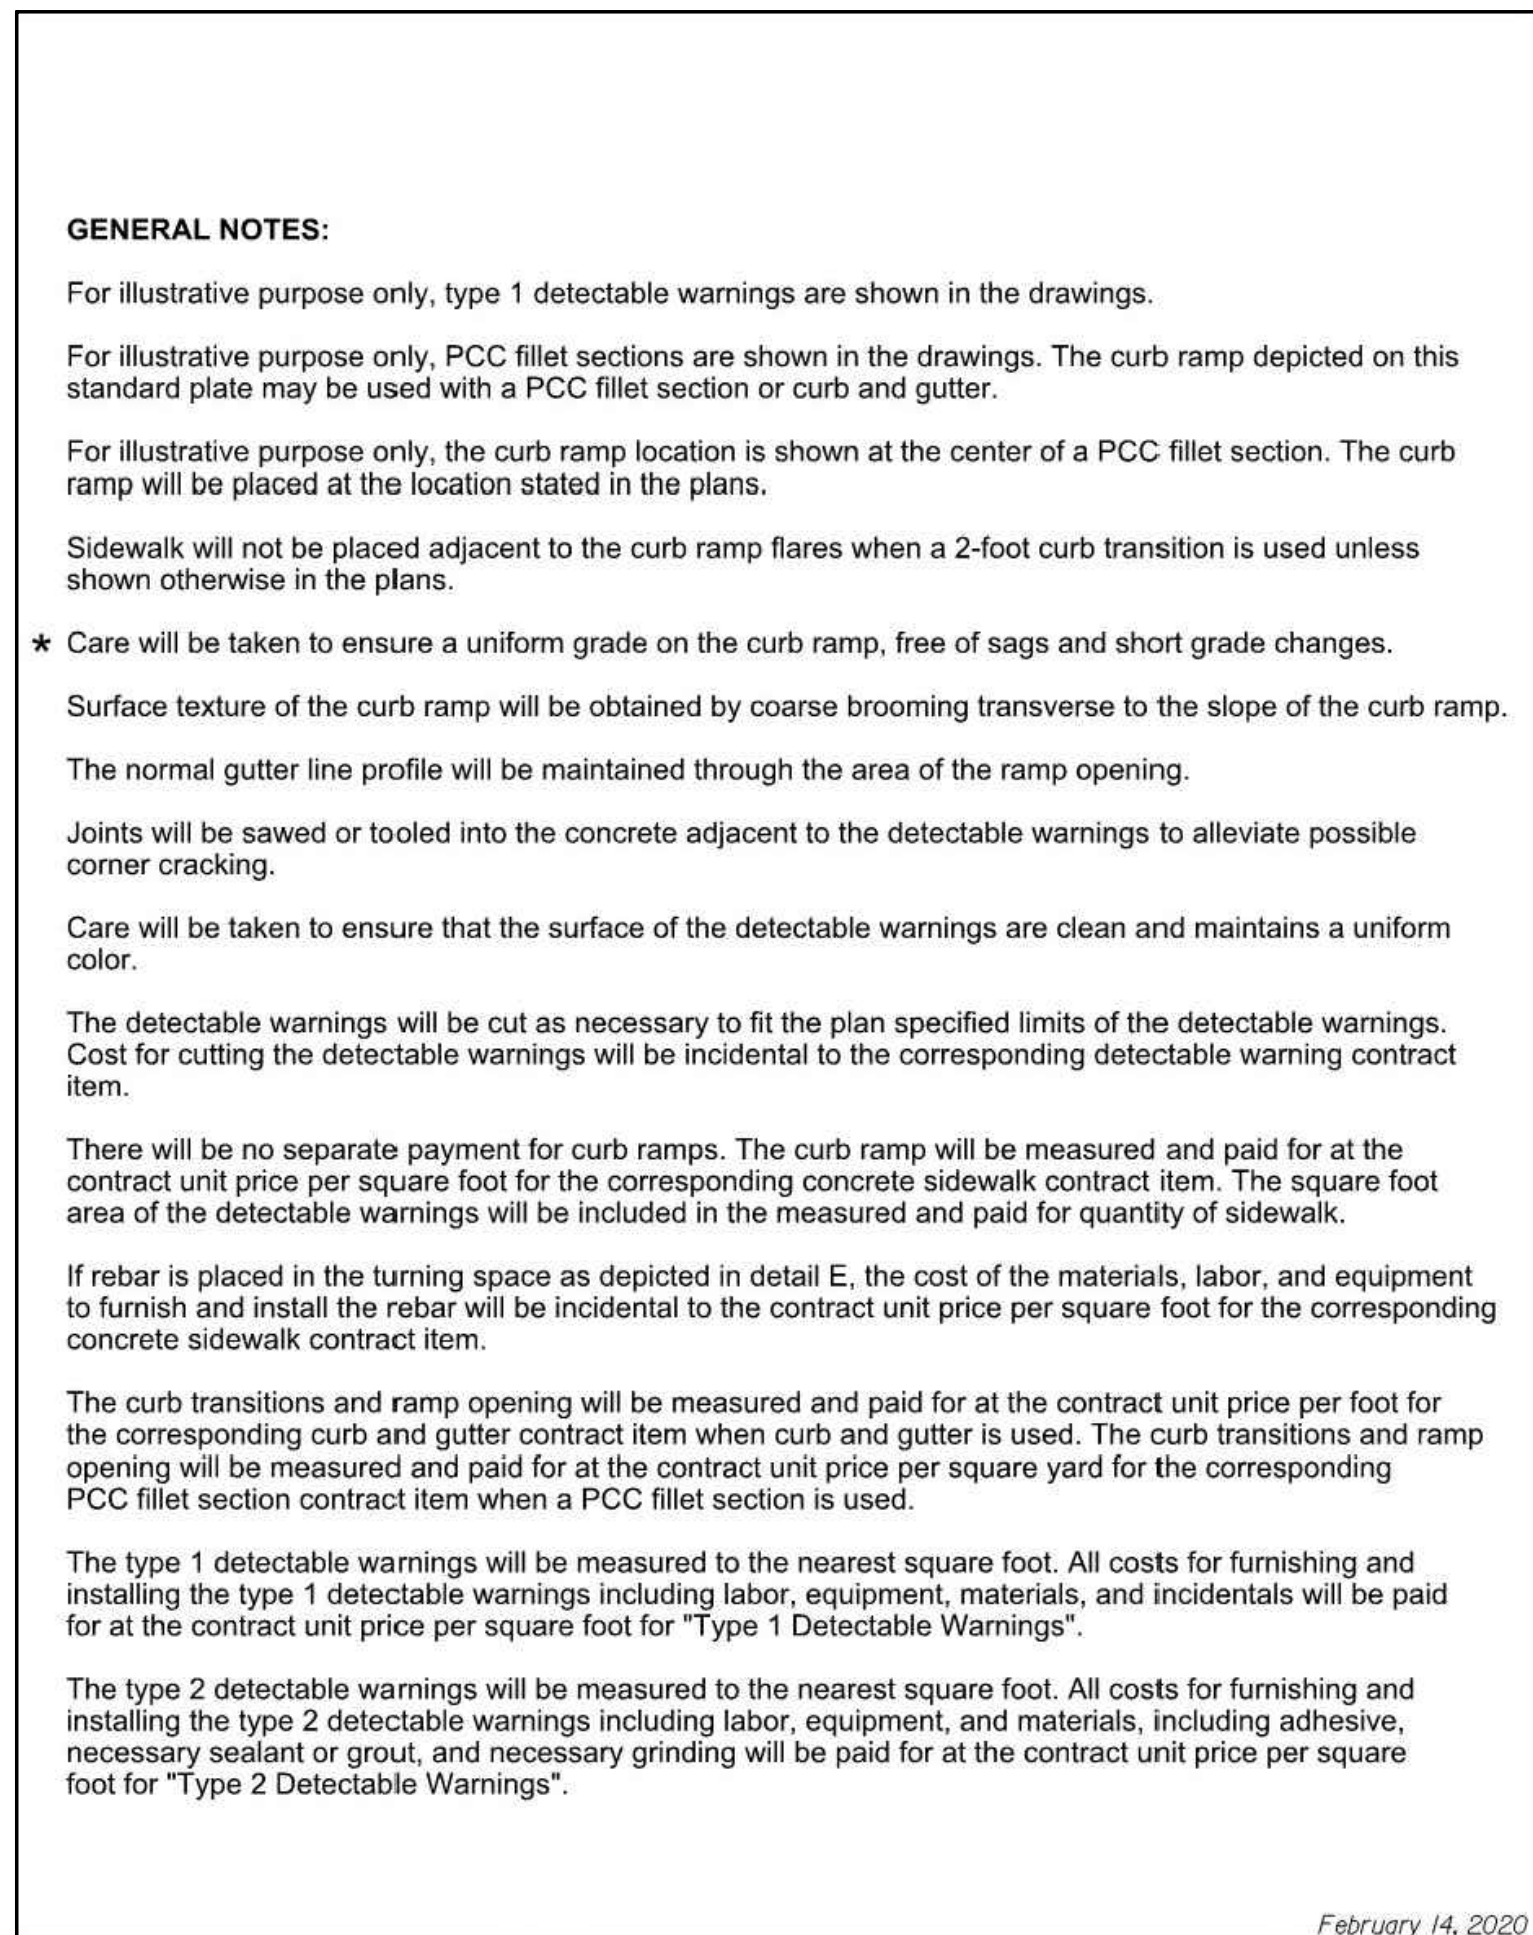 GENERAL NOTES:
For illustrative purpose only, type 1 detectable warnings are shown in the drawings.
For illustrative purpose only, PCC fillet sections are shown in the drawings. The curb ramp depicted on this
standard plate may be used with a PCC fillet section or curb and gutter.
For illustrative purpose only, the curb ramp location is shown at the center of a PCC fillet section. The curb
ramp will be placed at the location stated in the plans.
Sidewalk will not be placed adjacent to the curb ramp flares when a 2-foot curb transition is used unless
shown otherwise in the plans.
* Care will be taken to ensure a uniform grade on the curb ramp, free of sags and short grade changes.
Surface texture of the curb ramp will be obtained by coarse brooming transverse to the slope of the curb ramp.
The normal gutter line profile will be maintained through the area of the ramp opening.
Joints will be sawed or tooled into the concrete adjacent to the detectable warnings to alleviate possible
corner cracking.
Care will be taken to ensure that the surface of the detectable warnings are clean and maintains a uniform
color.
The detectable warnings will be cut as necessary to fit the plan specified limits of the detectable warnings.
Cost for cutting the detectable warnings will be incidental to the corresponding detectable warning contract
item.
There will be no separate payment for curb ramps. The curb ramp will be measured and paid for at the
contract unit price per square foot for the corresponding concrete sidewalk contract item. The square foot
area of the detectable warnings will be included in the measured and paid for quantity of sidewalk.
If rebar is placed in the turning space as depicted in detail E, the cost of the materials, labor, and equipment
to furnish and install the rebar will be incidental to the contract unit price per square foot for the corresponding
concrete sidewalk contract item.
The curb transitions and ramp opening will be measured and paid for at the contract unit price per foot for
the corresponding curb and gutter contract item when curb and gutter is used. The curb transitions and ramp
opening will be measured and paid for at the contract unit price per square yard for the corresponding
PCC fillet section contract item when a PCC fillet section is used.
The type 1 detectable warnings will be measured to the nearest square foot. All costs for furnishing and
installing the type 1 detectable warnings including labor, equipment, materials, and incidentals will be paid
for at the contract unit price per square foot for "Type 1 Detectable Warnings".
The type 2 detectable warnings will be measured to the nearest square foot. All costs for furnishing and
installing the type 2 detectable warnings including labor, equipment, and materials, including adhesive,
necessary sealant or grout, and necessary grinding will be paid for at the contract unit price per square
foot for "Type 2 Detectable Warnings".
February 14, 2020